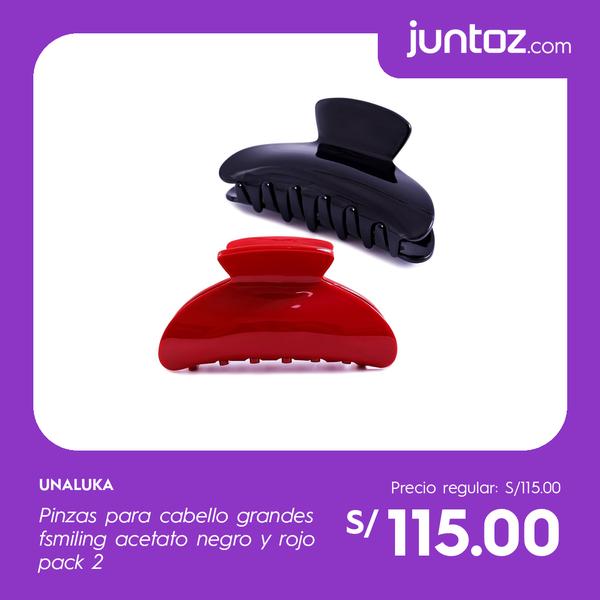 juntoz.com
UNALUKA
Pinzas para cabello grandes
fsmiling acetato negro y rojo
pack 2
Precio regular: S/115.00
S/ 115.00